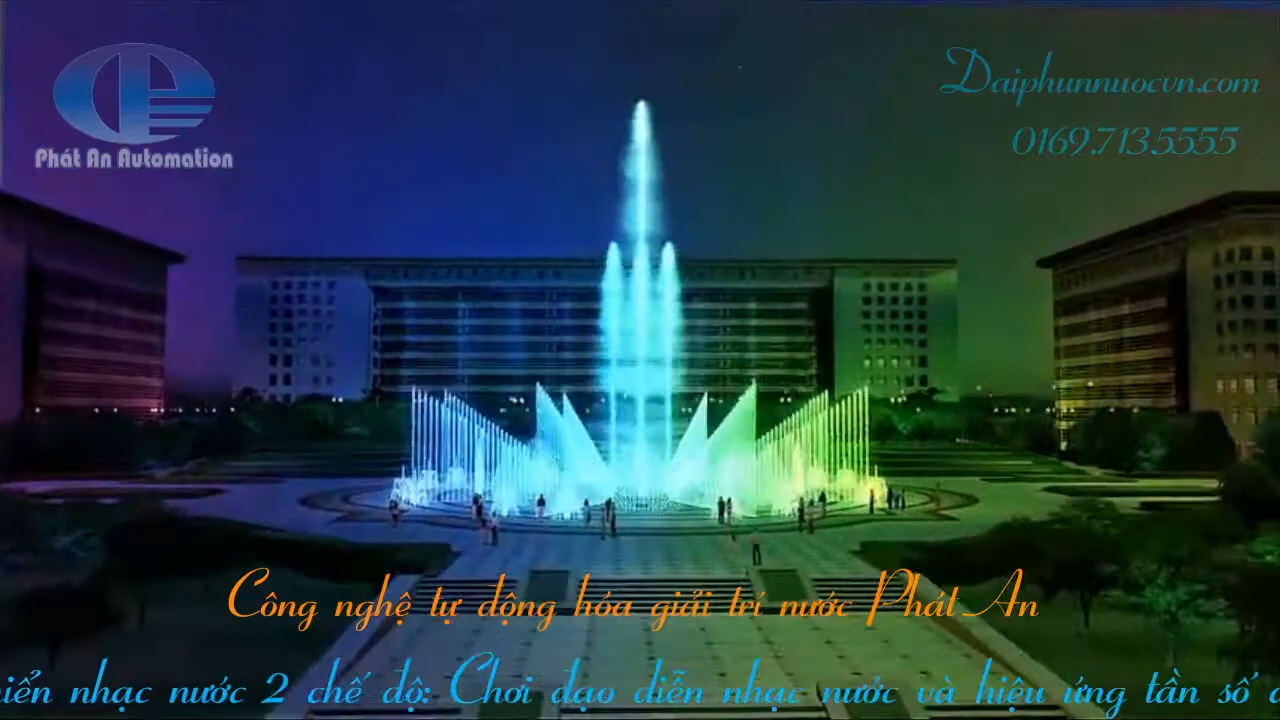 Daiphunnuocvn.com
0169.713.5555
Phát An Automation
Công nghệ tự động hóa giải trí nước Phát An
nhạc nước 2 chế độ: Chơi đạo diễn nhạc nước và hiệu ứng tần số